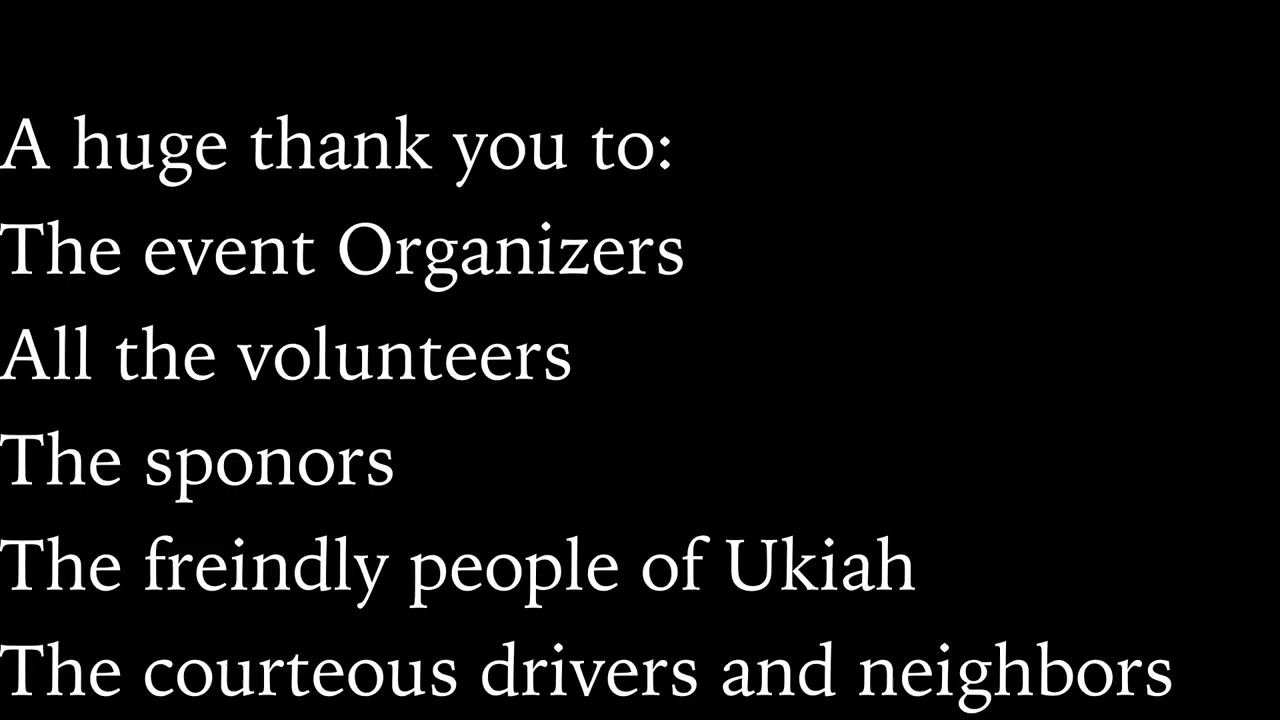 A huge thank you to:
The event Organizers
All the volunteers
The sponors
The freindly people of Ukiah
The courteous drivers and neighbors